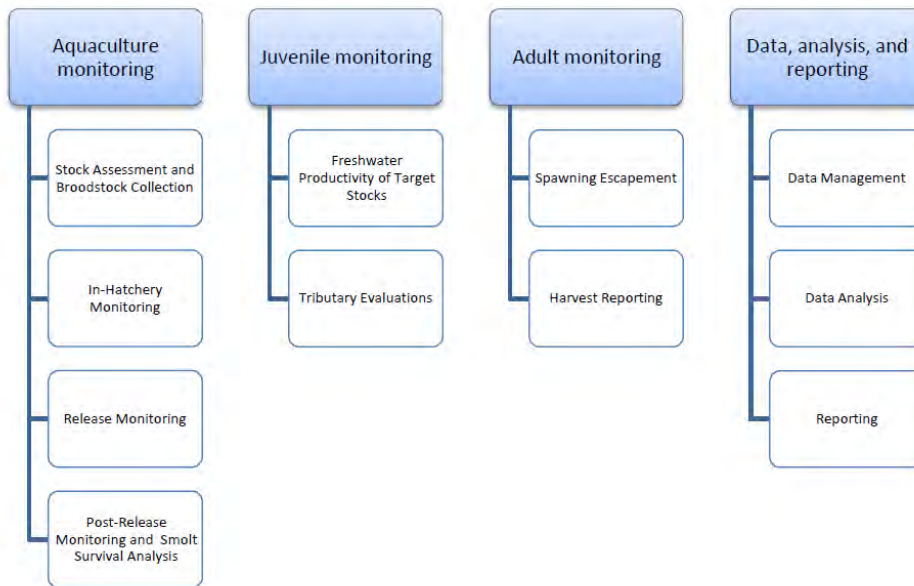 Aquaculture
monitoring
Stock Assessment and
Broodstock Collection
In-Hatchery
Monitoring
Release Monitoring
Post-Release
Monitoring and Smolt
Survival Analysis
Juvenile monitoring
Freshwater
Productivity of Target
Stocks
Tributary Evaluations
Adult monitoring
Spawning Escapement
Harvest Reporting
Data, analysis, and
reporting
Data Management
Data Analysis
Reporting